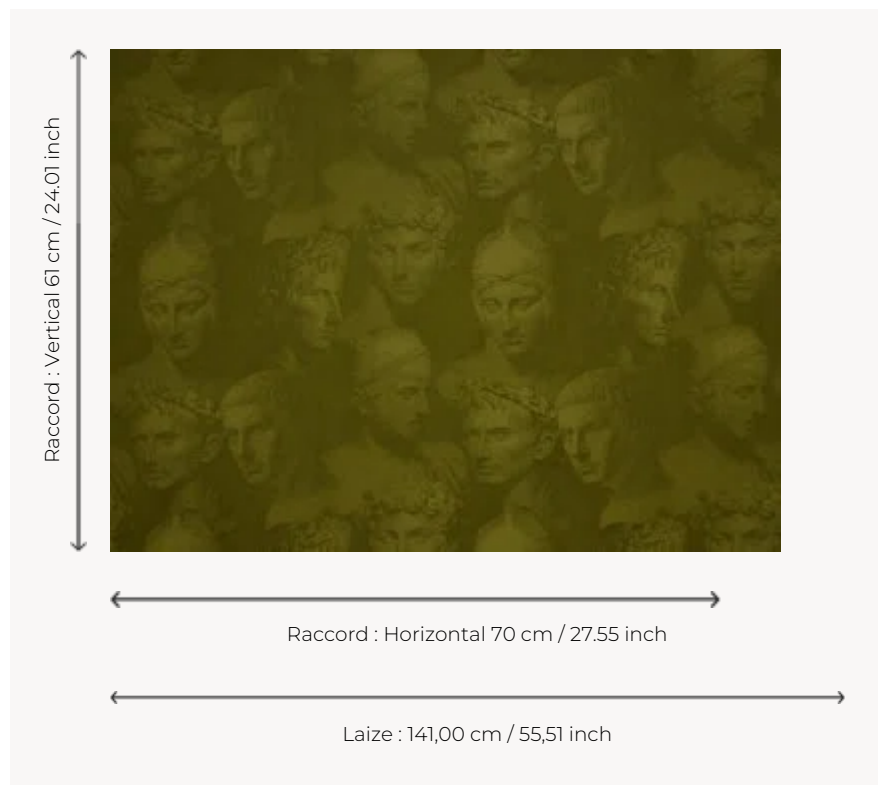 Raccord : Vertical 61 cm / 24.01 inch
Raccord : Horizontal 70 cm / 27.55 inch
Laize : 141,00 cm / 55,51 inch